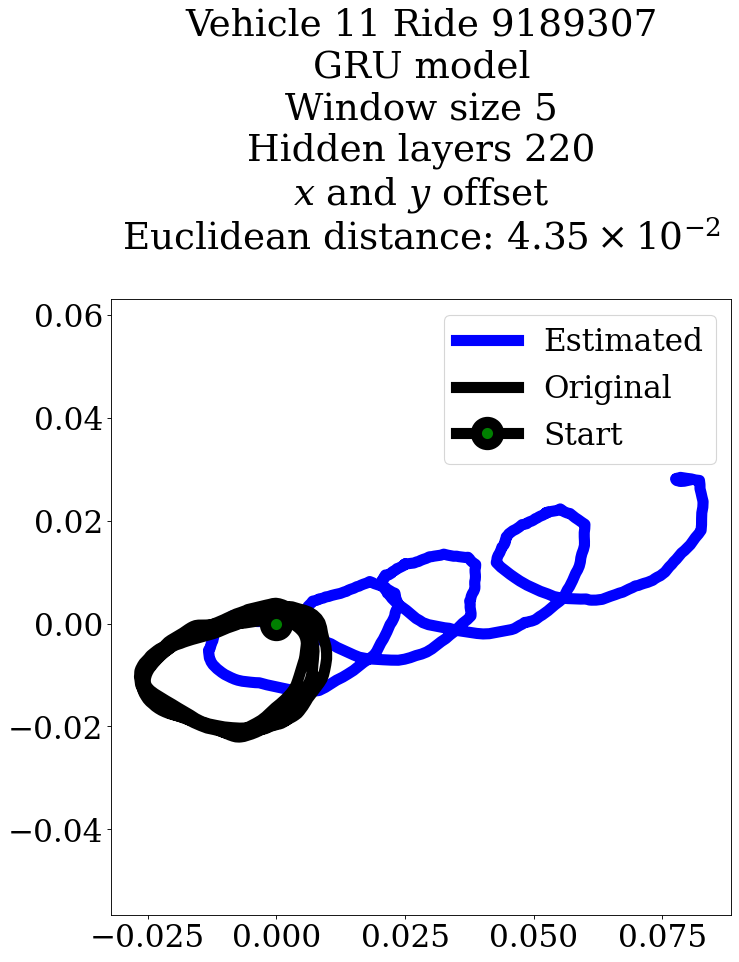 Vehicle 11 Ride 9189307
GRU model
Window size 5
Hidden layers 220
x and y offset
Euclidean distance: 4.35 × 10⁻²
Estimated
Original
Start
0.06
0.04
0.02
0.00
−0.02
−0.04
−0.025 0.000 0.025 0.050 0.075